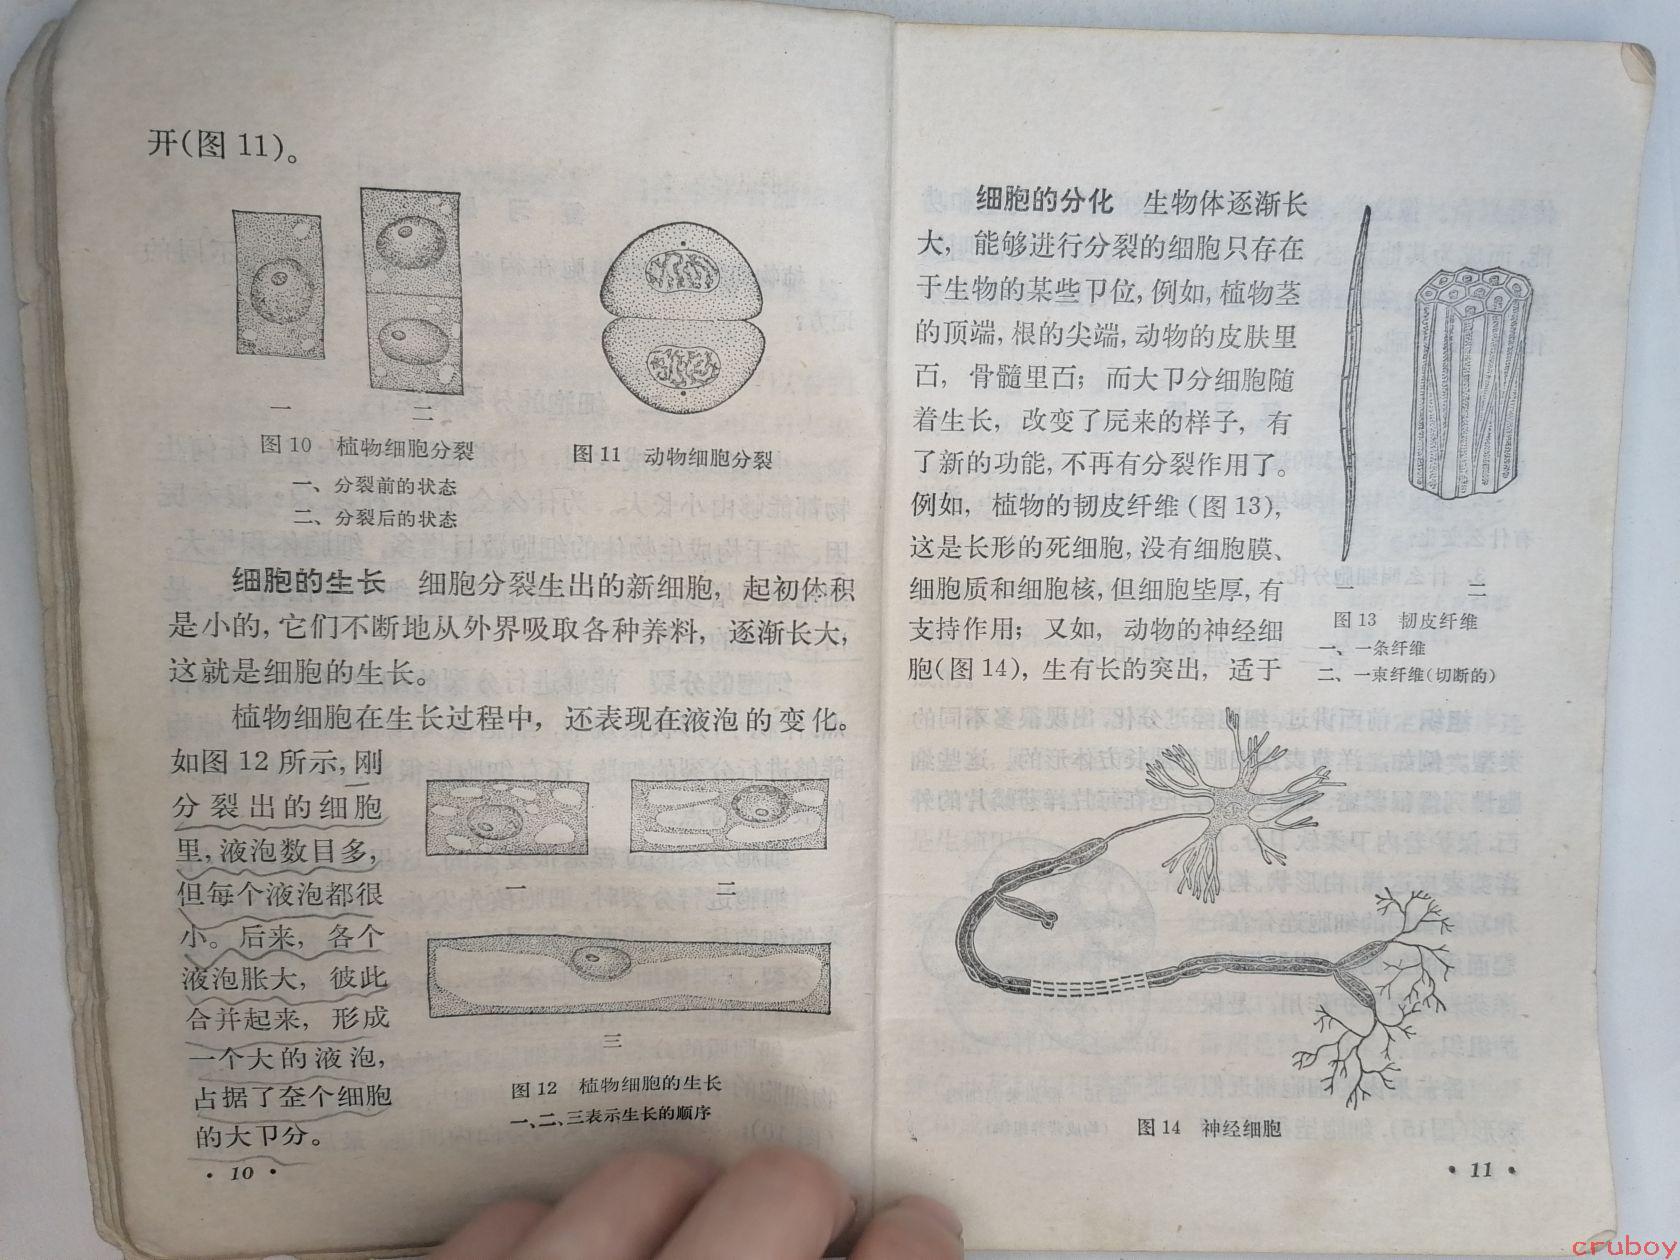 开(图 11)。
一
二
图10 植物细胞分裂
一、分裂前的状态
二、分裂后的状态
图11 动物细胞分裂
细胞的生长 细胞分裂生出的新细胞，起初体积
是小的，它们不断地从外界吸取各种养料，逐渐长大，
这就是细胞的生长。
植物细胞在生长过程中，还表现在液泡的变化。
如图 12 所示，刚
分裂出的细胞
里，液泡数目多，
但每个液泡都很
小。后来，各个
液泡胀大，彼此
合并起来，形成
一个大的液泡，
占据了整个细胞
的大卩分。
一
二
三
图12 植物细胞的生长
一、二、三表示生长的顺序
· 10 ·
细胞的分化 生物体逐渐长
大，能够进行分裂的细胞只存在
于生物的某些卩位，例如，植物茎
的顶端，根的尖端，动物的皮肤里
面，骨髓里面；而大卩分细胞随
着生长，改变了原来的样子，有
了新的功能，不再有分裂作用了。
例如，植物的韧皮纤维(图 13)，
这是长形的死细胞，没有细胞膜、
细胞质和细胞核，但细胞坒厚，有
支持作用；又如，动物的神经细
胞(图 14)，生有长的突出，适于
一
二
图13 韧皮纤维
一、一条纤维
二、一束纤维(切断的)
图14 神经细胞
· 11 ·
cruboy